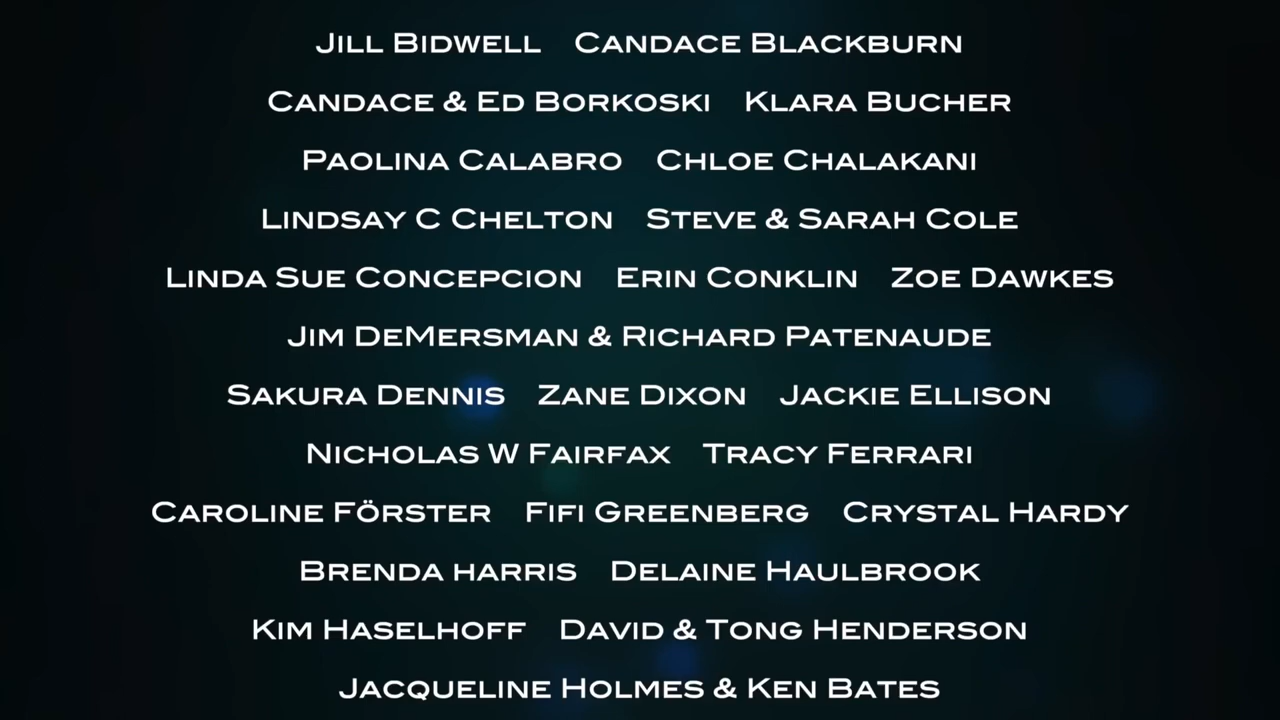 Jill Bidwell Candace Blackburn
Candace & Ed Borkoski Klara Bucher
Paolina Calabro Chloe Chalakani
Lindsay C Chelton Steve & Sarah Cole
Linda Sue Concepcion Erin Conklin Zoe Dawkes
Jim DeMersman & Richard Patenaude
Sakura Dennis Zane Dixon Jackie Ellison
Nicholas W Fairfax Tracy Ferrari
Caroline Förster Fifi Greenberg Crystal Hardy
Brenda harris Delaine Haulbrook
Kim Haselhoff David & Tong Henderson
Jacqueline Holmes & Ken Bates